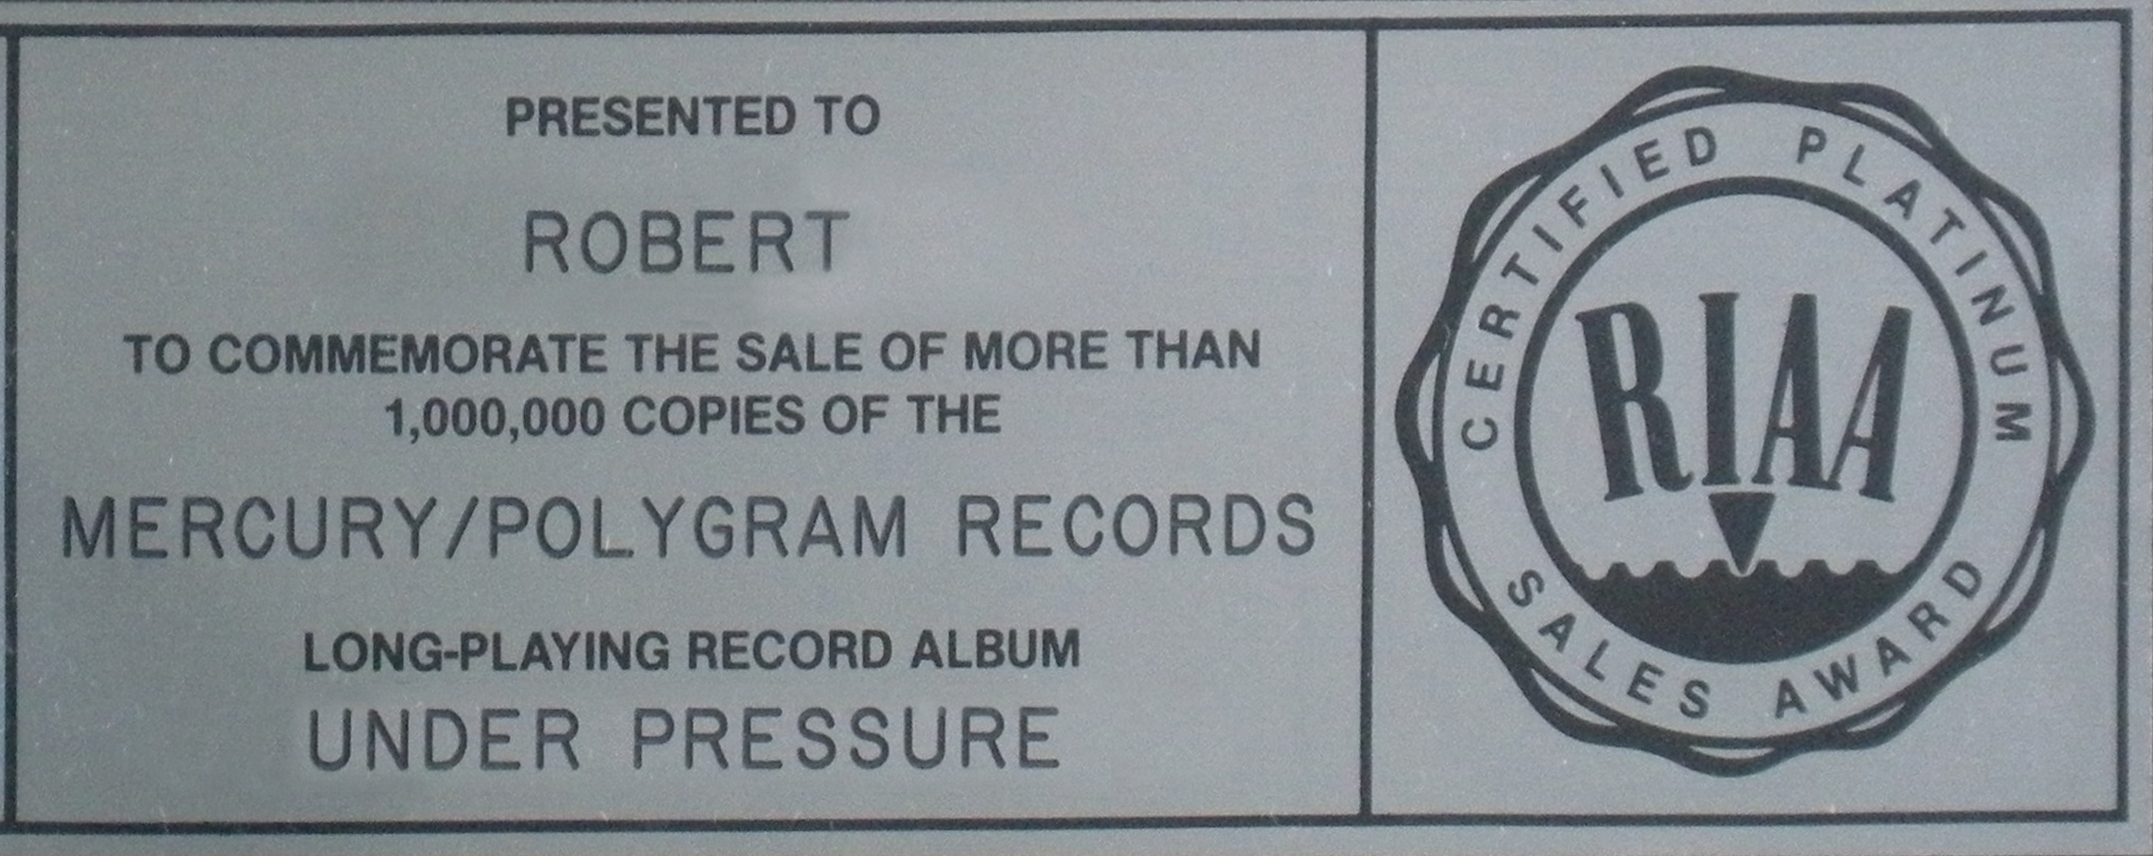 PRESENTED TO
ROBERT
TO COMMEMORATE THE SALE OF MORE THAN
1,000,000 COPIES OF THE
MERCURY/POLYGRAM RECORDS
LONG-PLAYING RECORD ALBUM
UNDER PRESSURE
CERTIFIED PLATINUM
RIAA
SALES AWARD